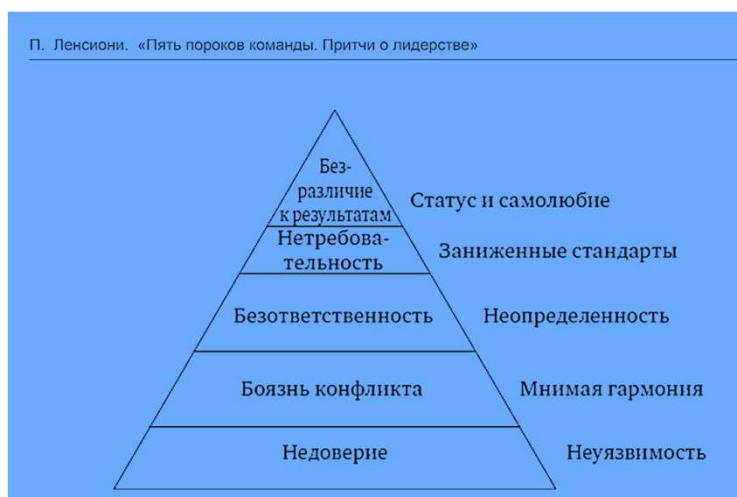 П. Ленсиони. «Пять пороков команды. Притчи о лидерстве»
Без-
различие
к результатам
Статус и самолюбие
Нетребова-
тельность
Заниженные стандарты
Безответственность
Неопределенность
Боязнь конфликта
Мнимая гармония
Недоверие
Неуязвимость